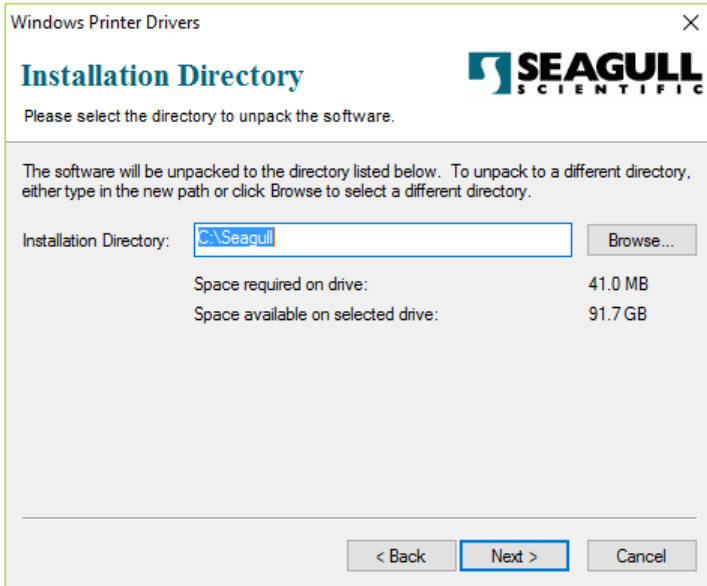 Windows Printer Drivers
Installation Directory
SEAGULL
SCIENTIFIC
Please select the directory to unpack the software.
The software will be unpacked to the directory listed below. To unpack to a different directory,
either type in the new path or click Browse to select a different directory.
Installation Directory: C:\Seagull Browse...
Space required on drive: 41.0 MB
Space available on selected drive: 91.7 GB
< Back Next > Cancel